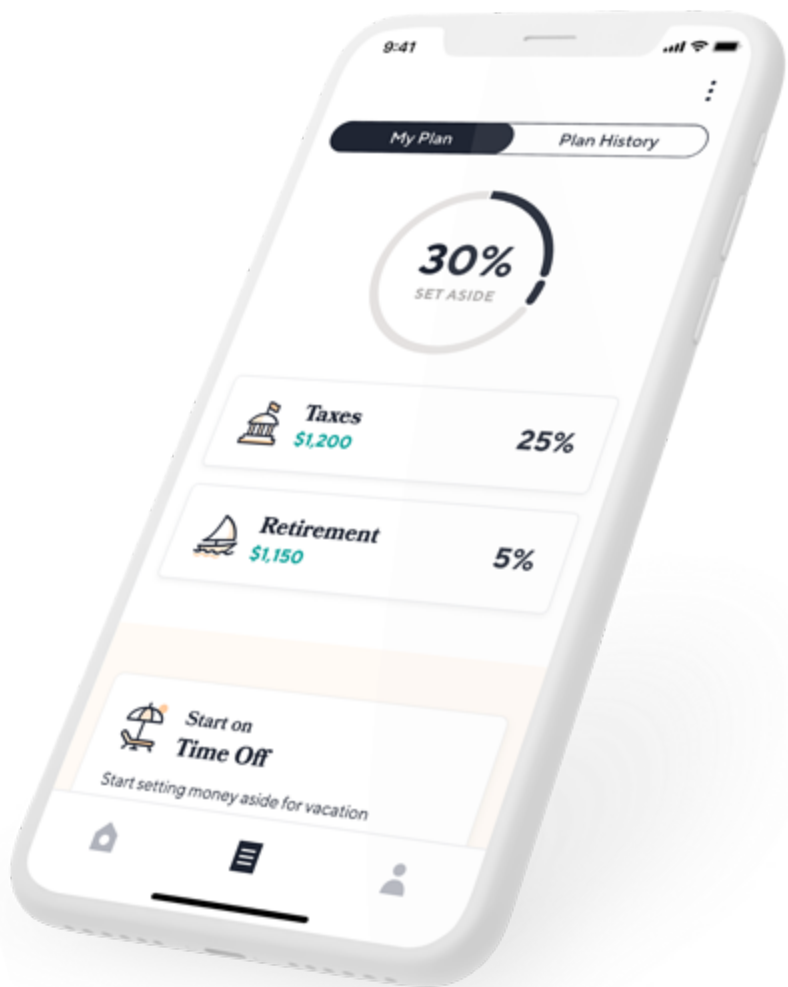 9:41
My Plan Plan History
30%
SET ASIDE
Taxes
$1,200
25%
Retirement
$1,150
5%
Start on
Time Off
Start setting money aside for vacation